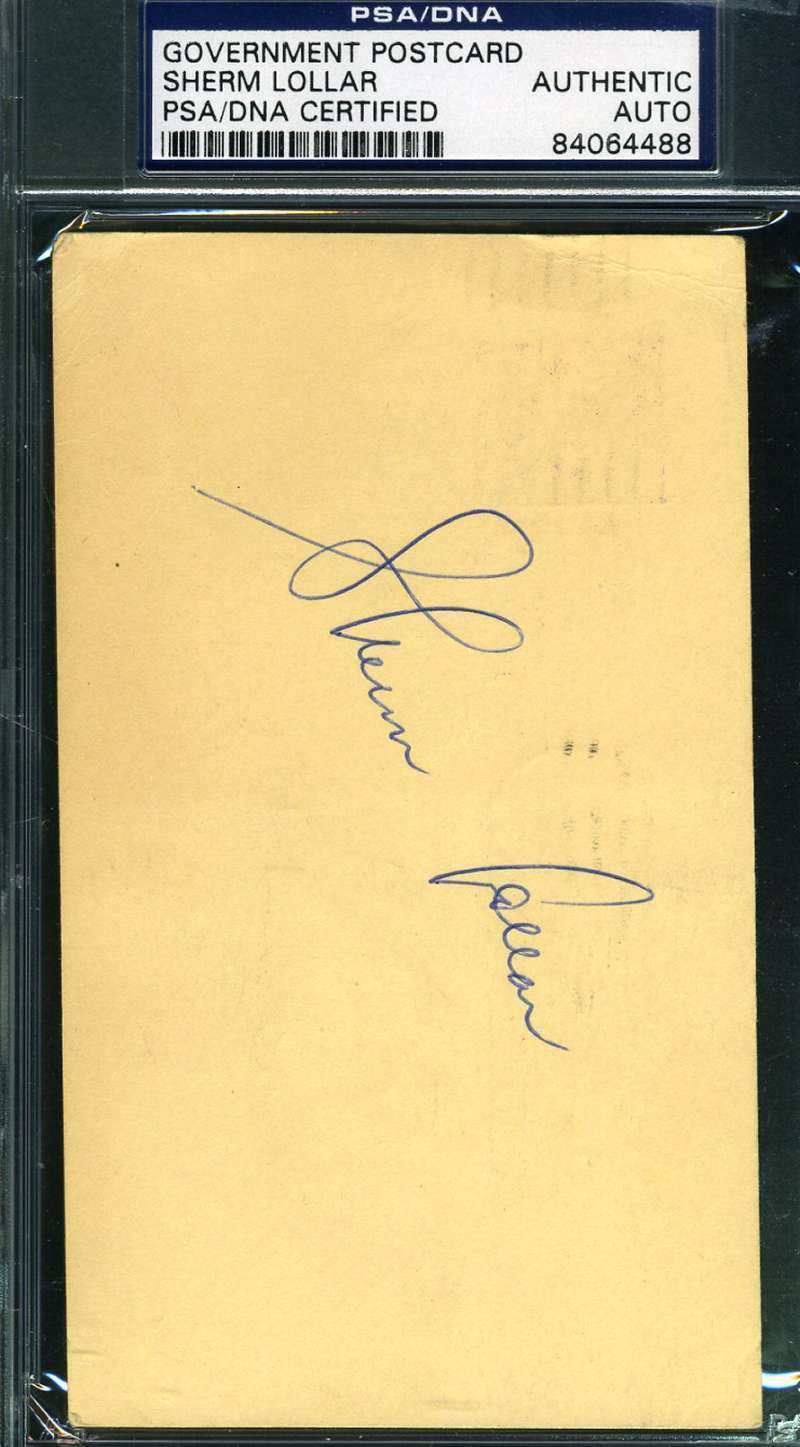 PSA/DNA
GOVERNMENT POSTCARD
SHERM LOLLAR AUTHENTIC
PSA/DNA CERTIFIED AUTO
84064488
Sherm
Lollar